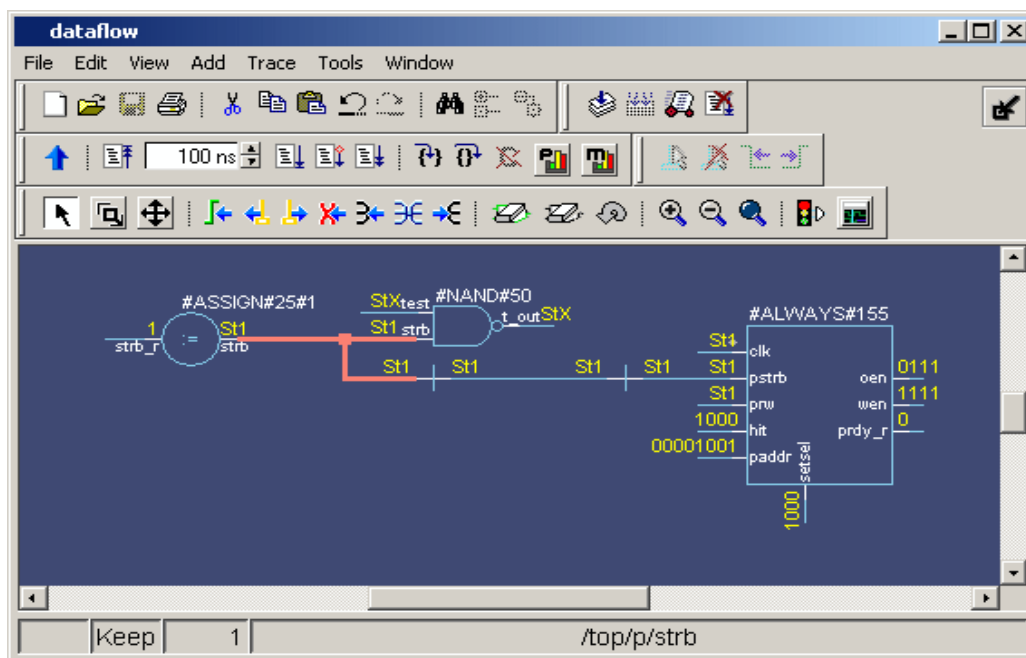 dataflow
File Edit View Add Trace Tools Window
100 ns
#ASSIGN#25#1
1
strb_r
:=
St1
strb
StX
test
#NAND#50
t_out
StX
St1
strb
St1
St1
St1
St1
#ALWAYS#155
St1
clk
St1
pstrb
oen
0111
St1
prw
wen
1111
1000
hit
prdy_r
0
00001001
paddr
setsel
1000
Keep
1
/top/p/strb